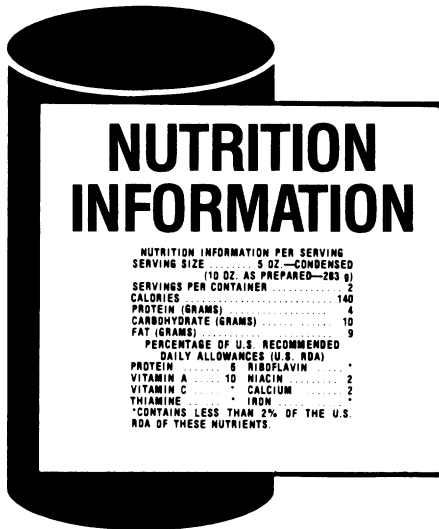 NUTRITION
INFORMATION
NUTRITION INFORMATION PER SERVING
SERVING SIZE ........ 5 OZ.—CONDENSED
(10 OZ. AS PREPARED—283 g)
SERVINGS PER CONTAINER ............ 2
CALORIES .......................... 140
PROTEIN (GRAMS) ................... 4
CARBOHYDRATE (GRAMS) ............. 10
FAT (GRAMS) ....................... 9
PERCENTAGE OF U.S. RECOMMENDED
DAILY ALLOWANCES (U.S. RDA)
PROTEIN ....... 6 RIBOFLAVIN ..... *
VITAMIN A ..... 10 NIACIN ......... 2
VITAMIN C ..... * CALCIUM ........ 2
THIAMINE ...... * IRON ........... *
*CONTAINS LESS THAN 2% OF THE U.S.
RDA OF THESE NUTRIENTS.